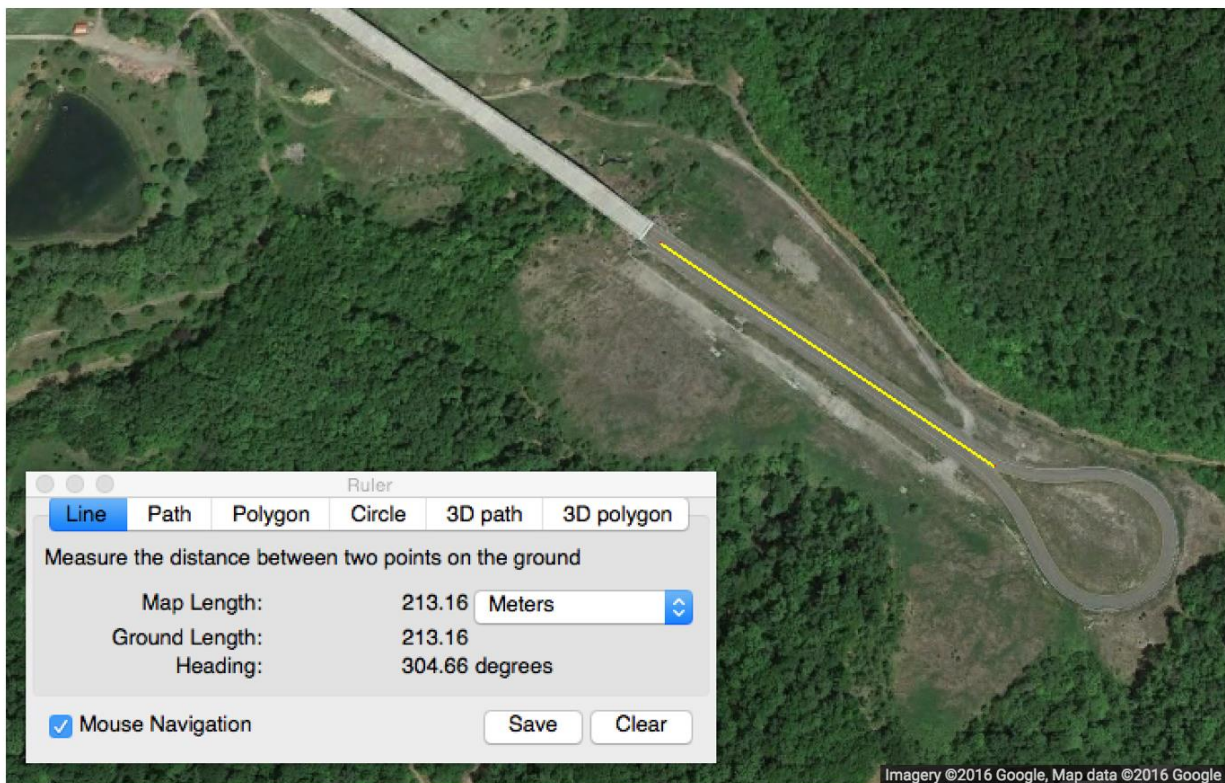 Ruler
Line Path Polygon Circle 3D path 3D polygon
Measure the distance between two points on the ground
Map Length: 213.16 Meters
Ground Length: 213.16
Heading: 304.66 degrees
Mouse Navigation Save Clear
Imagery ©2016 Google, Map data ©2016 Google